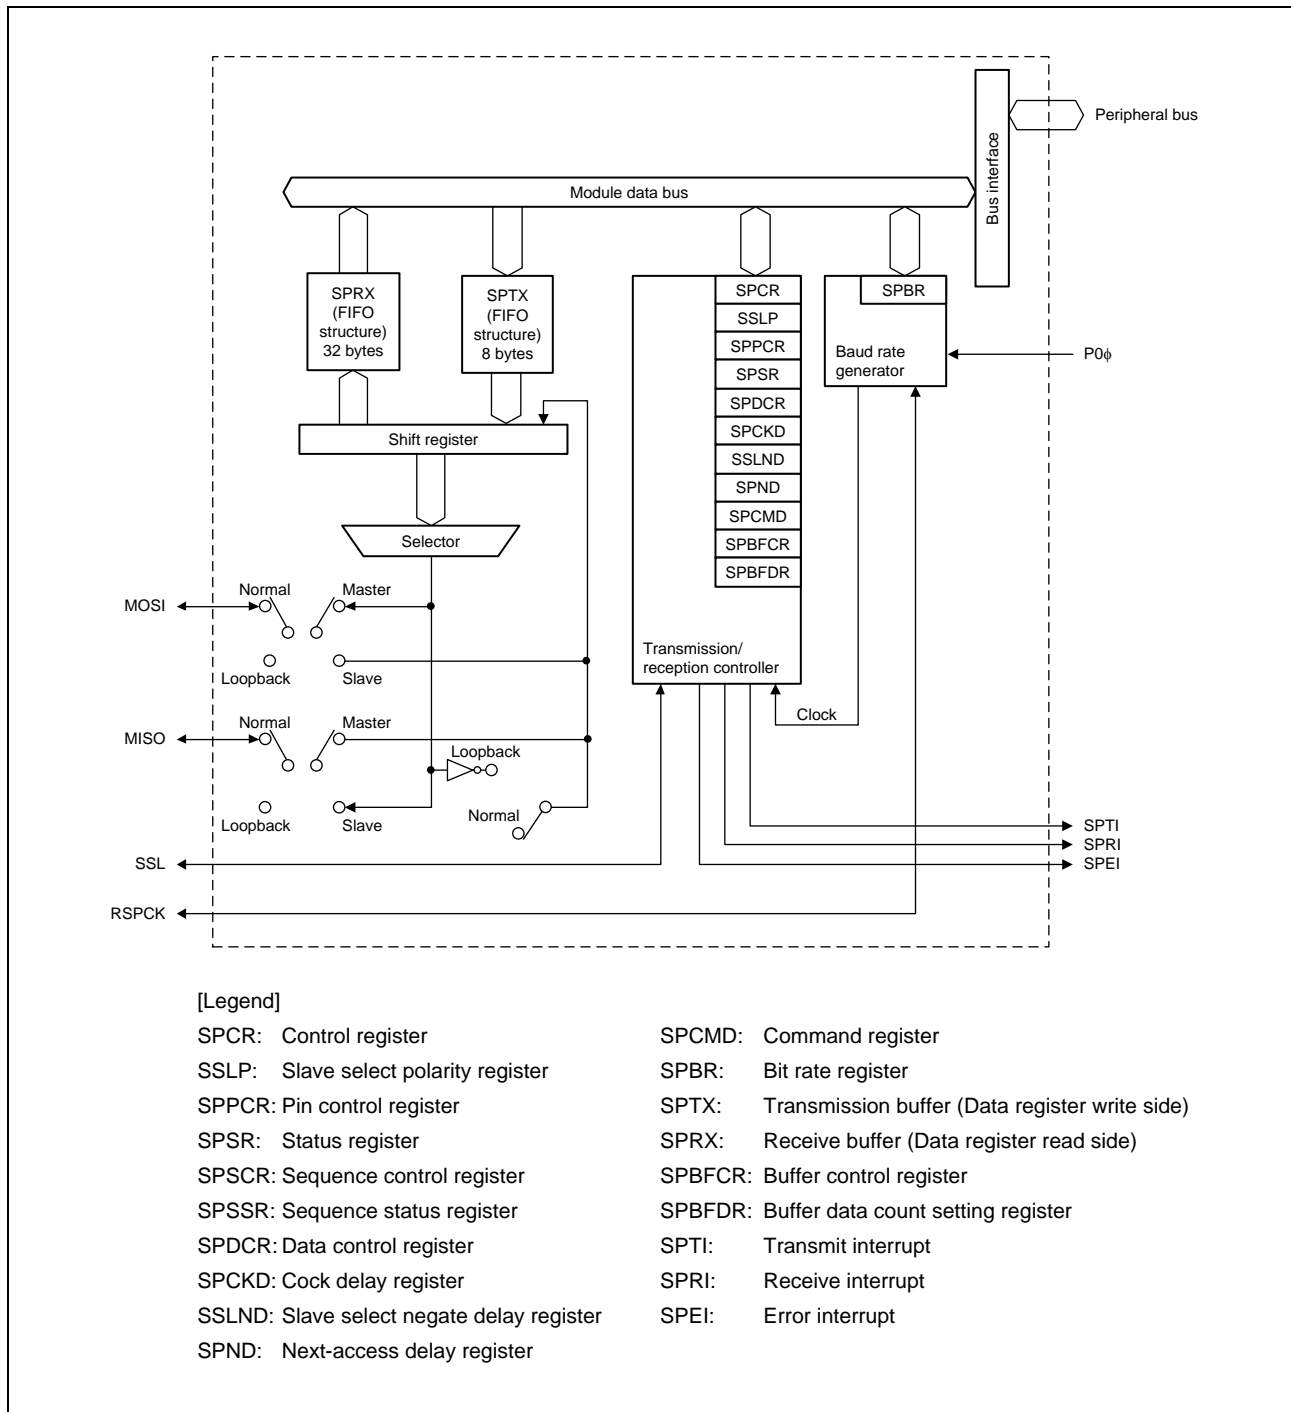 Peripheral bus
Bus interface
Module data bus
SPRX
(FIFO
structure)
32 bytes
SPTX
(FIFO
structure)
8 bytes
SPCR
SSLP
SPPCR
SPSR
SPDCR
SPCKD
SSLND
SPND
SPCMD
SPBFCR
SPBFDR
Transmission/
reception controller
SPBR
Baud rate
generator
P0ϕ
Shift register
Selector
MOSI
Normal
Master
Loopback
Slave
MISO
Normal
Master
Loopback
Slave
Loopback
Normal
Clock
SSL
RSPCK
SPTI
SPRI
SPEI
[Legend]
SPCR: Control register
SSLP: Slave select polarity register
SPPCR: Pin control register
SPSR: Status register
SPSCR: Sequence control register
SPSSR: Sequence status register
SPDCR: Data control register
SPCKD: Cock delay register
SSLND: Slave select negate delay register
SPND: Next-access delay register
SPCMD: Command register
SPBR: Bit rate register
SPTX: Transmission buffer (Data register write side)
SPRX: Receive buffer (Data register read side)
SPBFCR: Buffer control register
SPBFDR: Buffer data count setting register
SPTI: Transmit interrupt
SPRI: Receive interrupt
SPEI: Error interrupt